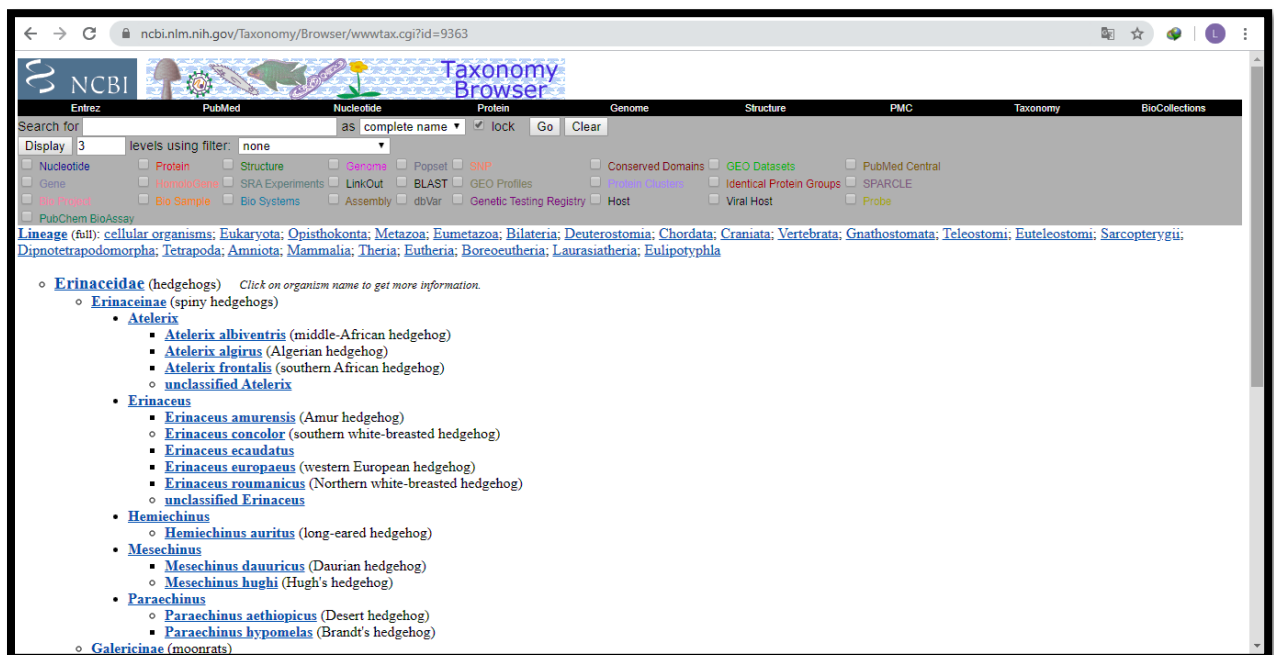 ncbi.nlm.nih.gov/Taxonomy/Browser/wwwtax.cgi?id=9363
L
NCBI
Taxonomy
Browser
Entrez PubMed Nucleotide Protein Genome Structure PMC Taxonomy BioCollections
Search for as complete name lock Go Clear
Display 3 levels using filter: none
Nucleotide Protein Structure Genome Popset SNP Conserved Domains GEO Datasets PubMed Central
Gene HomoloGene SRA Experiments LinkOut BLAST GEO Profiles Protein Clusters Identical Protein Groups SPARCLE
Bio Project Bio Sample Bio Systems Assembly dbVar Genetic Testing Registry Host Viral Host Probe
PubChem BioAssay
Lineage (full): cellular organisms; Eukaryota; Opisthokonta; Metazoa; Eumetazoa; Bilateria; Deuterostomia; Chordata; Craniata; Vertebrata; Gnathostomata; Teleostomi; Euteleostomi; Sarcopterygii;
Dipnotetrapodomorpha; Tetrapoda; Amniota; Mammalia; Theria; Eutheria; Boreoeutheria; Laurasiatheria; Eulipotyphla
Erinaceidae (hedgehogs) Click on organism name to get more information.
Erinaceinae (spiny hedgehogs)
Atelerix
Atelerix albiventris (middle-African hedgehog)
Atelerix algirus (Algerian hedgehog)
Atelerix frontalis (southern African hedgehog)
unclassified Atelerix
Erinaceus
Erinaceus amurensis (Amur hedgehog)
Erinaceus concolor (southern white-breasted hedgehog)
Erinaceus ecaudatus
Erinaceus europaeus (western European hedgehog)
Erinaceus roumanicus (Northern white-breasted hedgehog)
unclassified Erinaceus
Hemiechinus
Hemiechinus auritus (long-eared hedgehog)
Mesechinus
Mesechinus dauuricus (Daurian hedgehog)
Mesechinus hughi (Hugh's hedgehog)
Paraechinus
Paraechinus aethiopicus (Desert hedgehog)
Paraechinus hypomelas (Brandt's hedgehog)
Galericinae (moonrats)